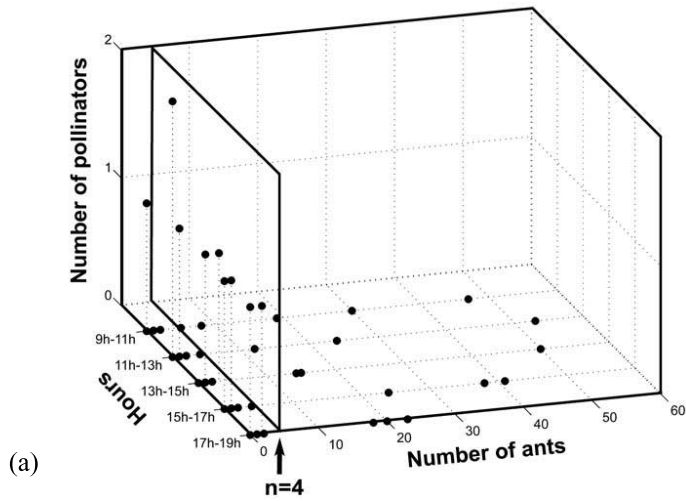 2
1
0
Number of pollinators
9h-11h
11h-13h
13h-15h
15h-17h
17h-19h
Hours
0
10
20
30
40
50
60
Number of ants
n=4
(a)